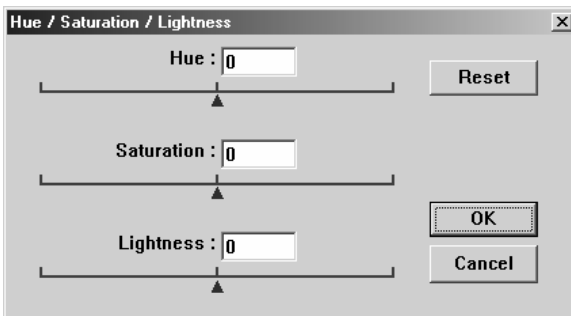 Hue / Saturation / Lightness
Hue : 0
Reset
Saturation : 0
OK
Lightness : 0
Cancel